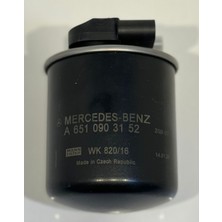 MERCEDES-BENZ
A 651 090 31 52
WK 820/16
Made in Czech Republic